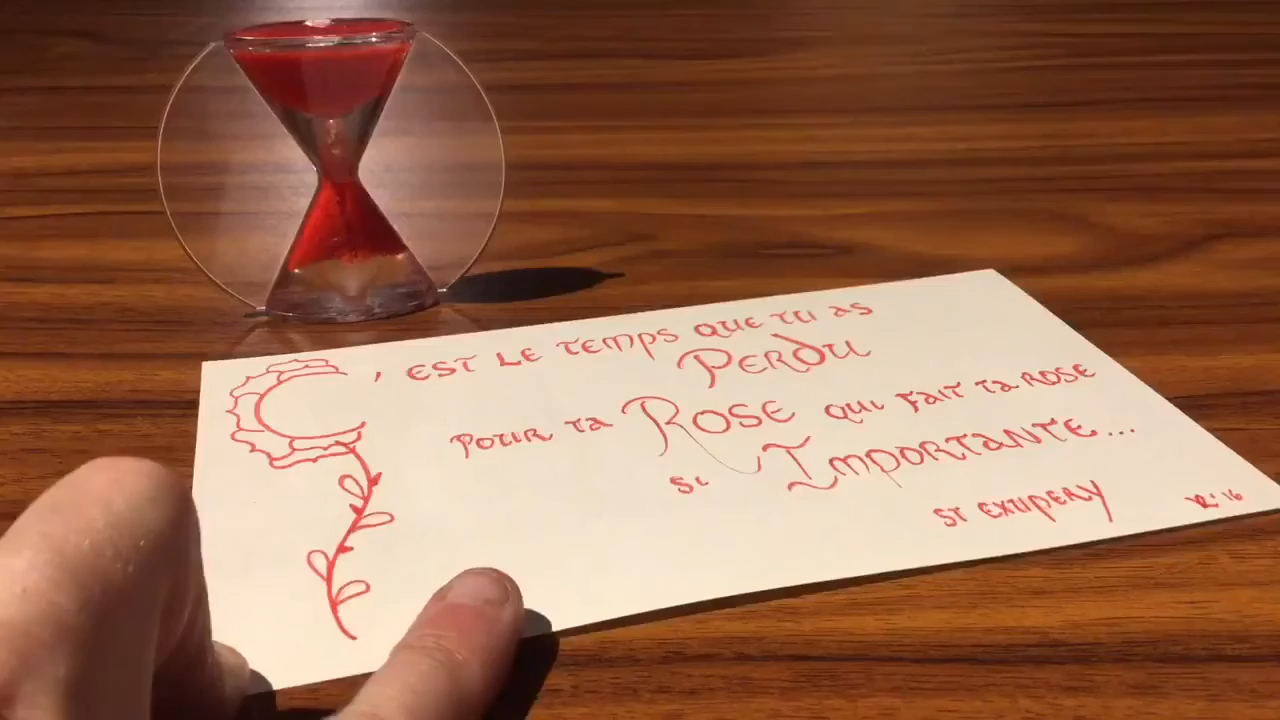 C'EST LE TEMPS QUE TU AS
PERDU
POUR TA ROSE QUI FAIT TA ROSE
SI IMPORTANTE...
ST EXUPERY